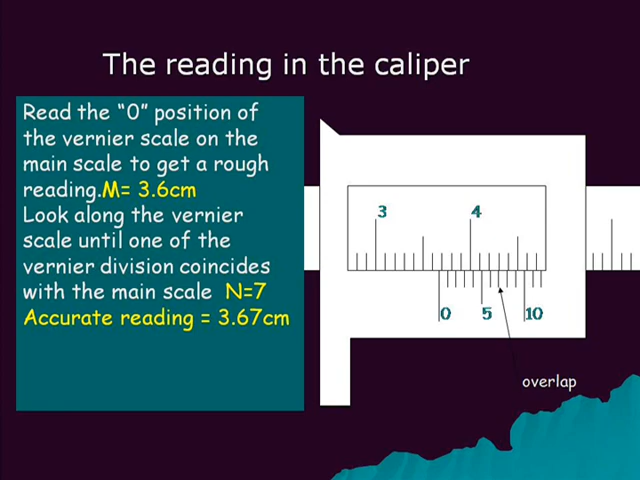 The reading in the caliper
Read the “0” position of
the vernier scale on the
main scale to get a rough
reading.M= 3.6cm
Look along the vernier
scale until one of the
vernier division coincides
with the main scale N=7
Accurate reading = 3.67cm
3 4
0 5 10
overlap